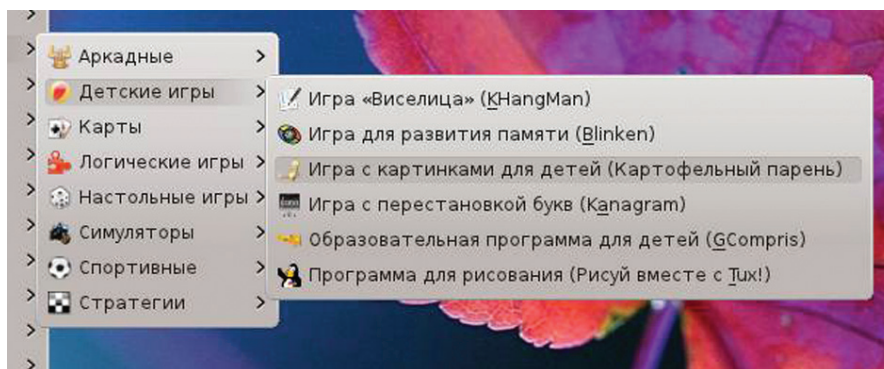 Аркадные
Детские игры
Карты
Логические игры
Настольные игры
Симуляторы
Спортивные
Стратегии
Игра «Виселица» (KHangMan)
Игра для развития памяти (Blinken)
Игра с картинками для детей (Картофельный парень)
Игра с перестановкой букв (Kanagram)
Образовательная программа для детей (GCompris)
Программа для рисования (Рисуй вместе с Tux!)